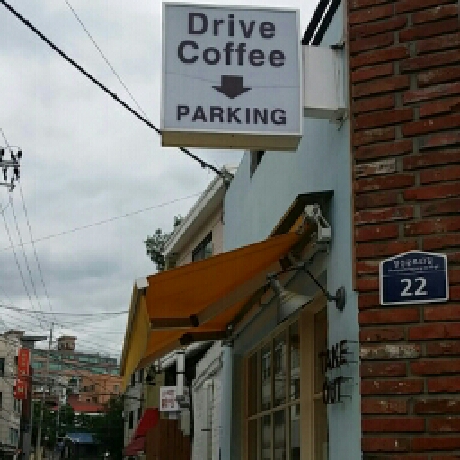 Drive
Coffee
PARKING
22
TAKE
OUT